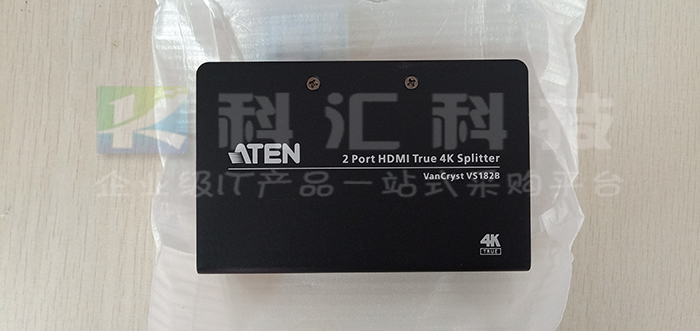 科汇科技
ATEN
2 Port HDMI True 4K Splitter
企业级IT产品一站式采购平台
VanCryst VS182B
4K
TRUE